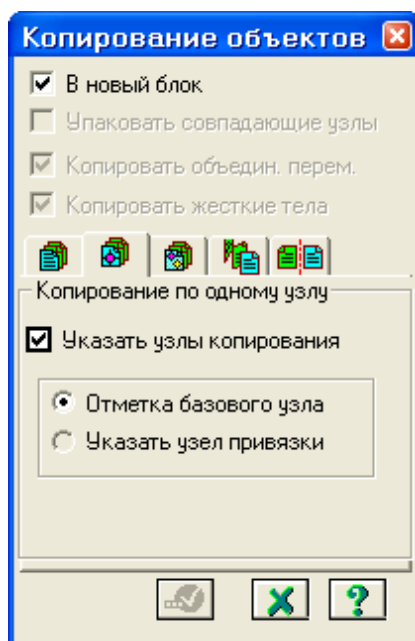 Копирование объектов
В новый блок
Упаковать совпадающие узлы
Копировать объедин. перем.
Копировать жесткие тела
Копирование по одному узлу
Указать узлы копирования
Отметка базового узла
Указать узел привязки